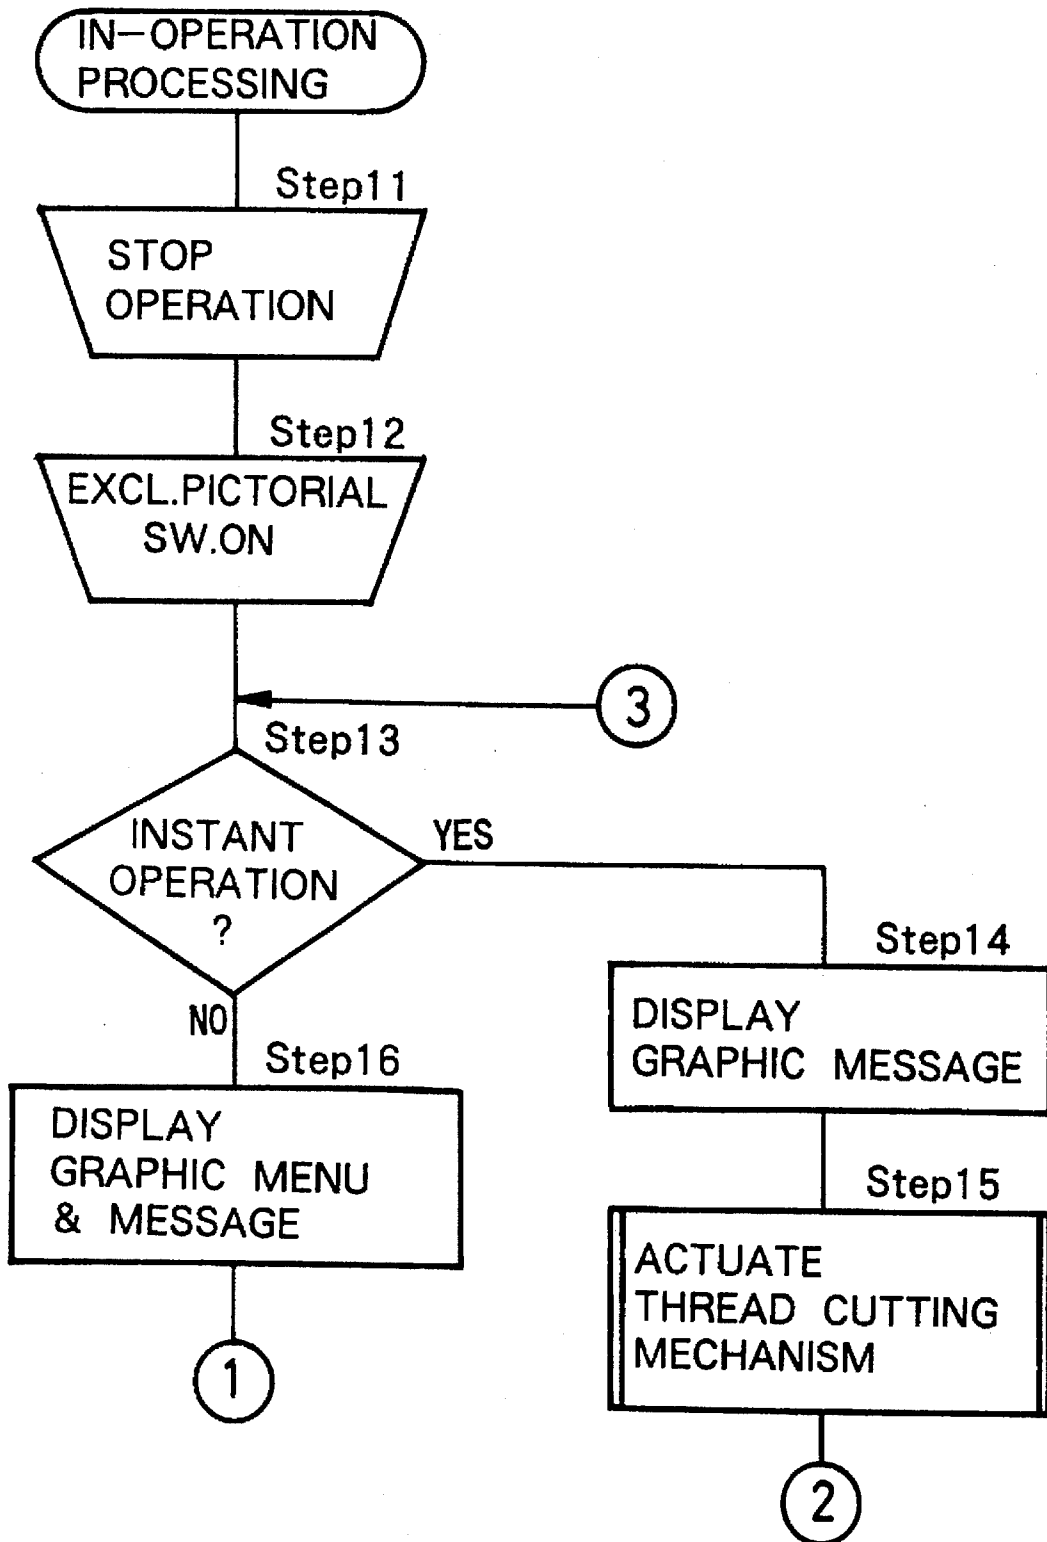 IN-OPERATION
PROCESSING
Step11
STOP
OPERATION
Step12
EXCL.PICTORIAL
SW.ON
3
Step13
INSTANT
OPERATION
?
YES
NO
Step14
DISPLAY
GRAPHIC MESSAGE
Step16
DISPLAY
GRAPHIC MENU
& MESSAGE
Step15
ACTUATE
THREAD CUTTING
MECHANISM
1
2